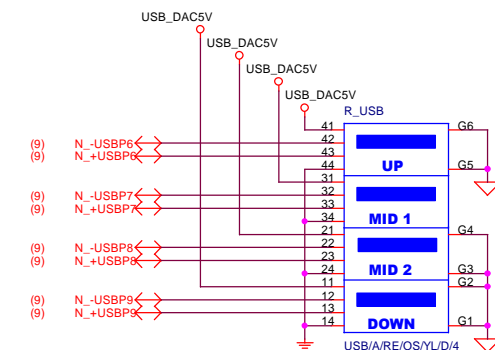 USB_DAC5V
USB_DAC5V
USB_DAC5V
USB_DAC5V
R_USB
41 G6
(9) N_-USBP6 42
(9) N_+USBP6 43
44 G5
UP
31
(9) N_-USBP7 32
(9) N_+USBP7 33
34
MID 1
21 G4
(9) N_-USBP8 22
(9) N_+USBP8 23
24 G3
MID 2
11 G2
(9) N_-USBP9 12
(9) N_+USBP9 13
14 G1
DOWN
USB/A/RE/OS/YL/D/4